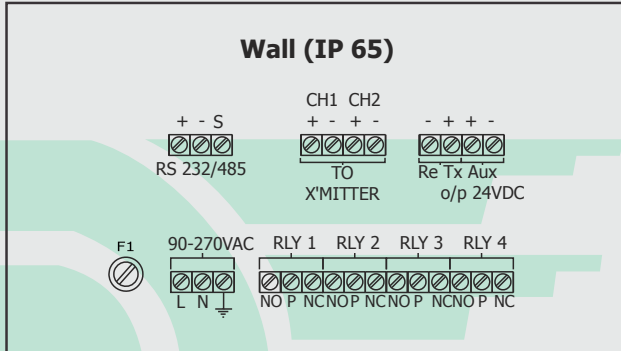 Wall (IP 65)
CH1 CH2
+ - S + - + - - + + -
RS 232/485 TO Re Tx Aux
X'MITTER o/p 24VDC
F1 90-270VAC RLY 1 RLY 2 RLY 3 RLY 4
L N NO P NC NO P NC NO P NC NO P NC